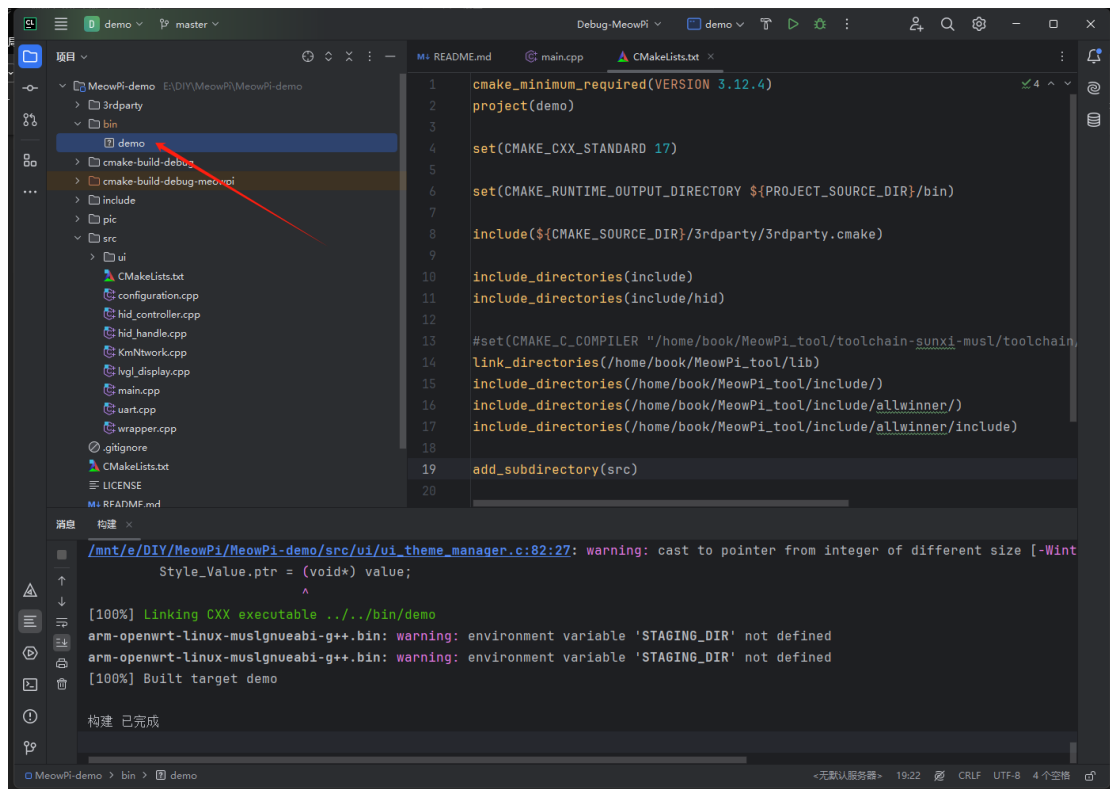 CL
D demo
master
Debug-MeowPi
demo
项目
README.md
main.cpp
CMakeLists.txt
MeowPi-demo E:\DIY\MeowPi\MeowPi-demo
3rdparty
bin
demo
cmake-build-debug
cmake-build-debug-meowpi
include
pic
src
ui
CMakeLists.txt
configuration.cpp
hid_controller.cpp
hid_handle.cpp
KmNtwork.cpp
lvgl_display.cpp
main.cpp
uart.cpp
wrapper.cpp
.gitignore
CMakeLists.txt
LICENSE
README.md
4
1 cmake_minimum_required(VERSION 3.12.4)
2 project(demo)
3
4 set(CMAKE_CXX_STANDARD 17)
5
6 set(CMAKE_RUNTIME_OUTPUT_DIRECTORY ${PROJECT_SOURCE_DIR}/bin)
7
8 include(${CMAKE_SOURCE_DIR}/3rdparty/3rdparty.cmake)
9
10 include_directories(include)
11 include_directories(include/hid)
12
13 #set(CMAKE_C_COMPILER "/home/book/MeowPi_tool/toolchain-sunxi-musl/toolchain/
14 link_directories(/home/book/MeowPi_tool/lib)
15 include_directories(/home/book/MeowPi_tool/include/)
16 include_directories(/home/book/MeowPi_tool/include/allwinner/)
17 include_directories(/home/book/MeowPi_tool/include/allwinner/include)
18
19 add_subdirectory(src)
20
消息 构建
/mnt/e/DIY/MeowPi/MeowPi-demo/src/ui/ui_theme_manager.c:82:27: warning: cast to pointer from integer of different size [-Wint
Style_Value.ptr = (void*) value;
^
[100%] Linking CXX executable ../../bin/demo
arm-openwrt-linux-muslgnueabi-g++.bin: warning: environment variable 'STAGING_DIR' not defined
arm-openwrt-linux-muslgnueabi-g++.bin: warning: environment variable 'STAGING_DIR' not defined
[100%] Built target demo
构建 已完成
MeowPi-demo > bin > demo
<无默认服务器> 19:22 CRLF UTF-8 4 个空格